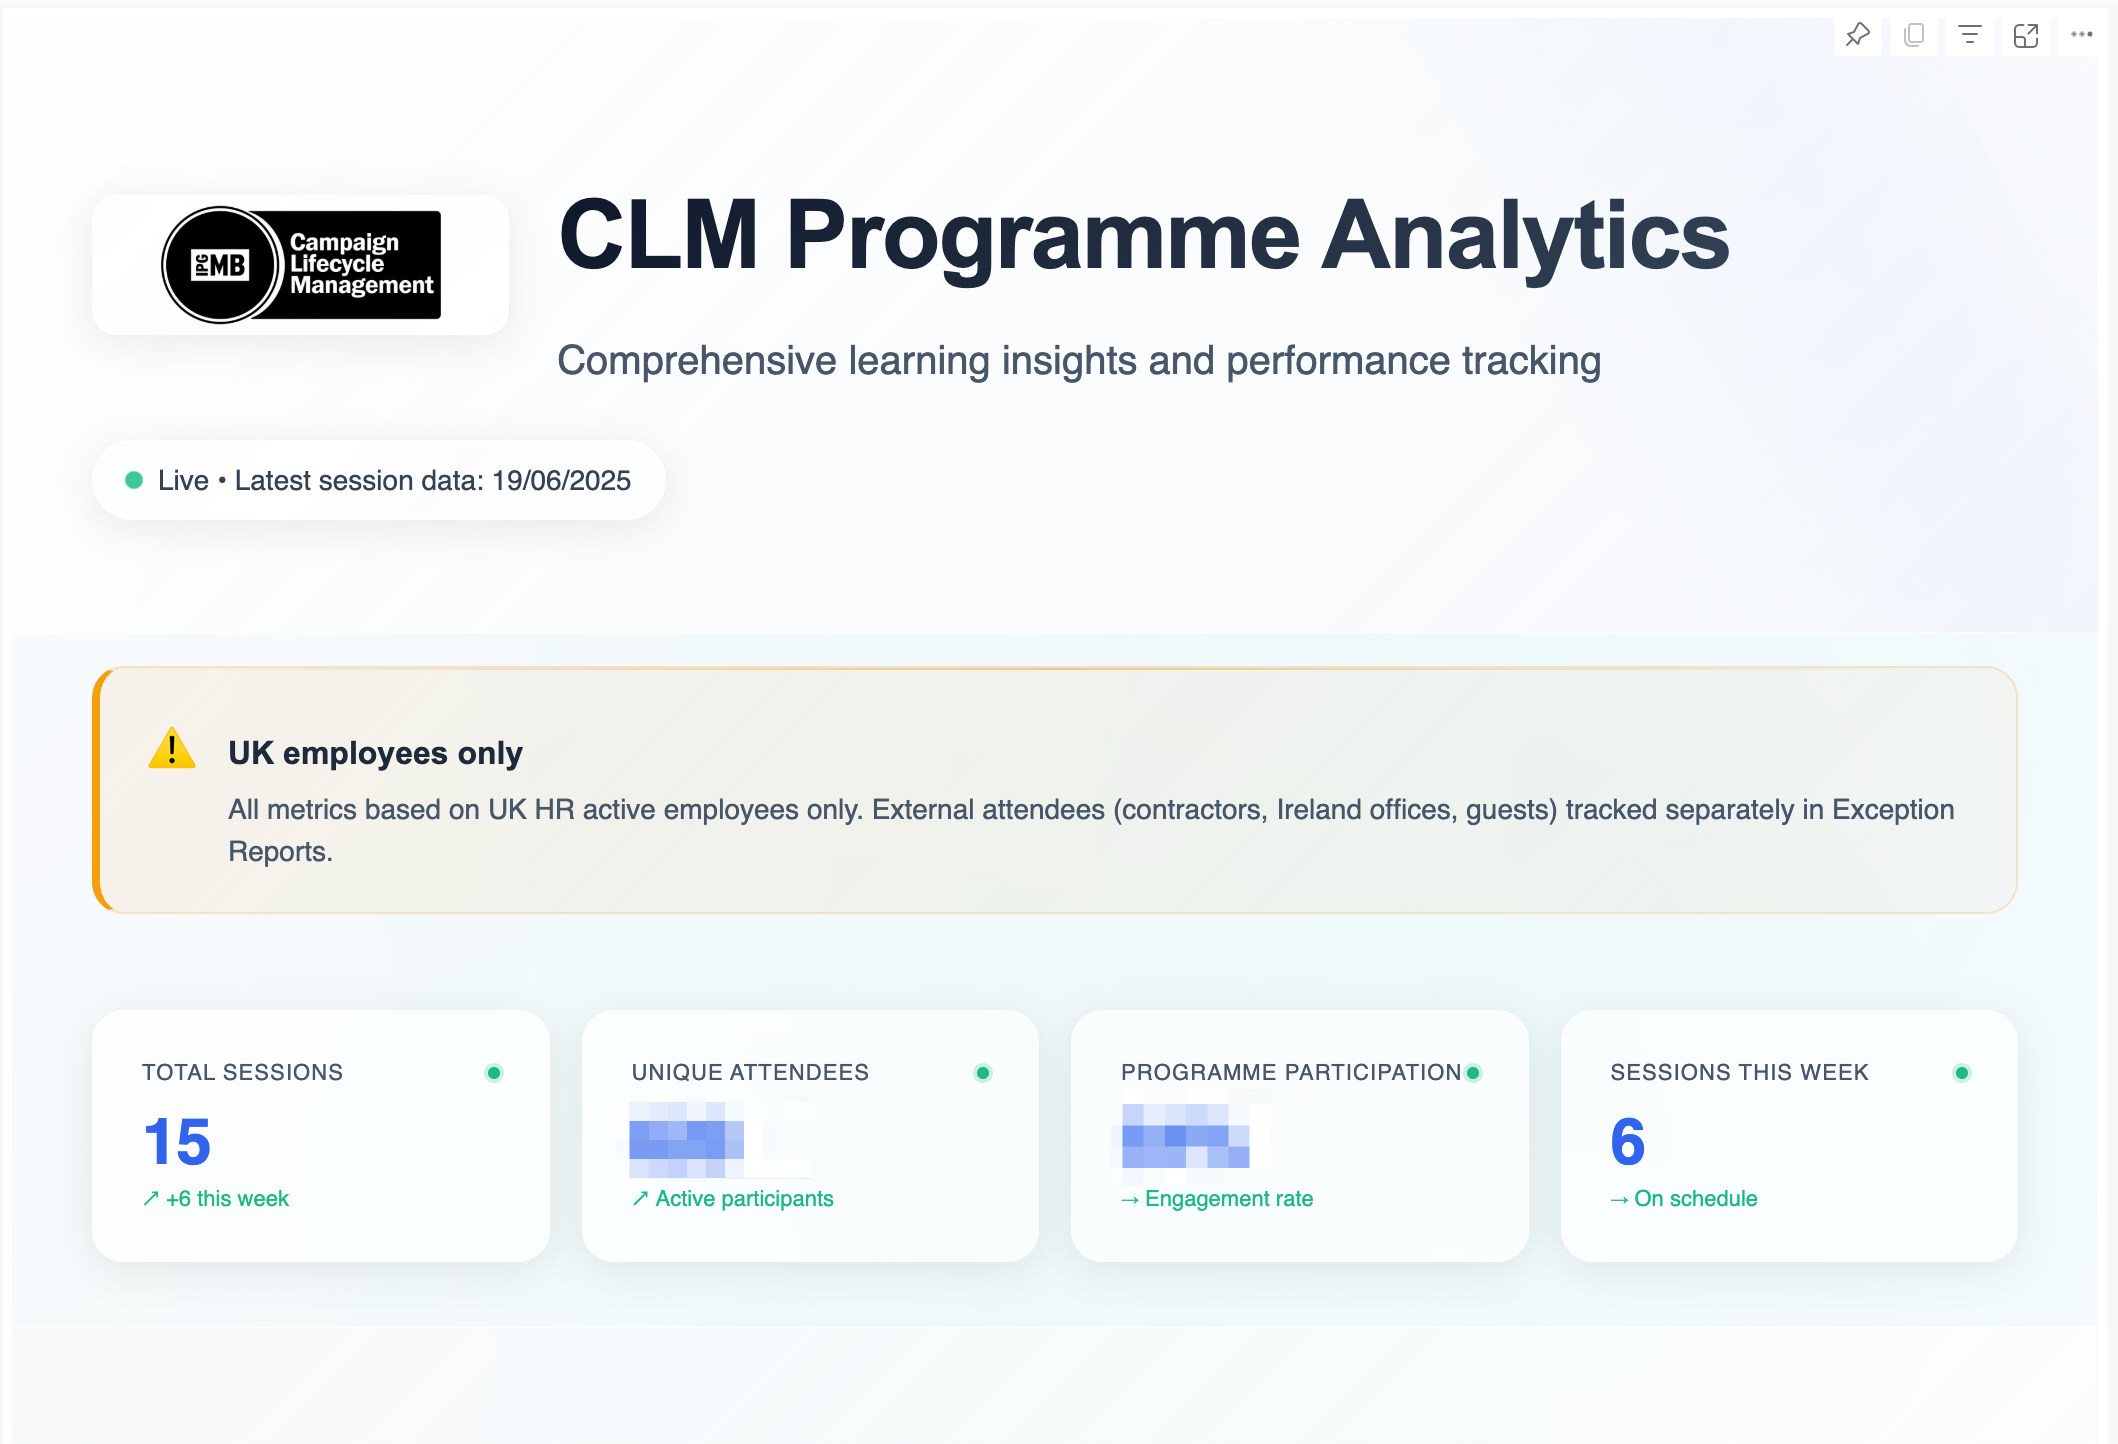 IPG MB
Campaign
Lifecycle
Management
CLM Programme Analytics
Comprehensive learning insights and performance tracking
Live • Latest session data: 19/06/2025
UK employees only
All metrics based on UK HR active employees only. External attendees (contractors, Ireland offices, guests) tracked separately in Exception
Reports.
TOTAL SESSIONS
15
↗ +6 this week
UNIQUE ATTENDEES
↗ Active participants
PROGRAMME PARTICIPATION
→ Engagement rate
SESSIONS THIS WEEK
6
→ On schedule